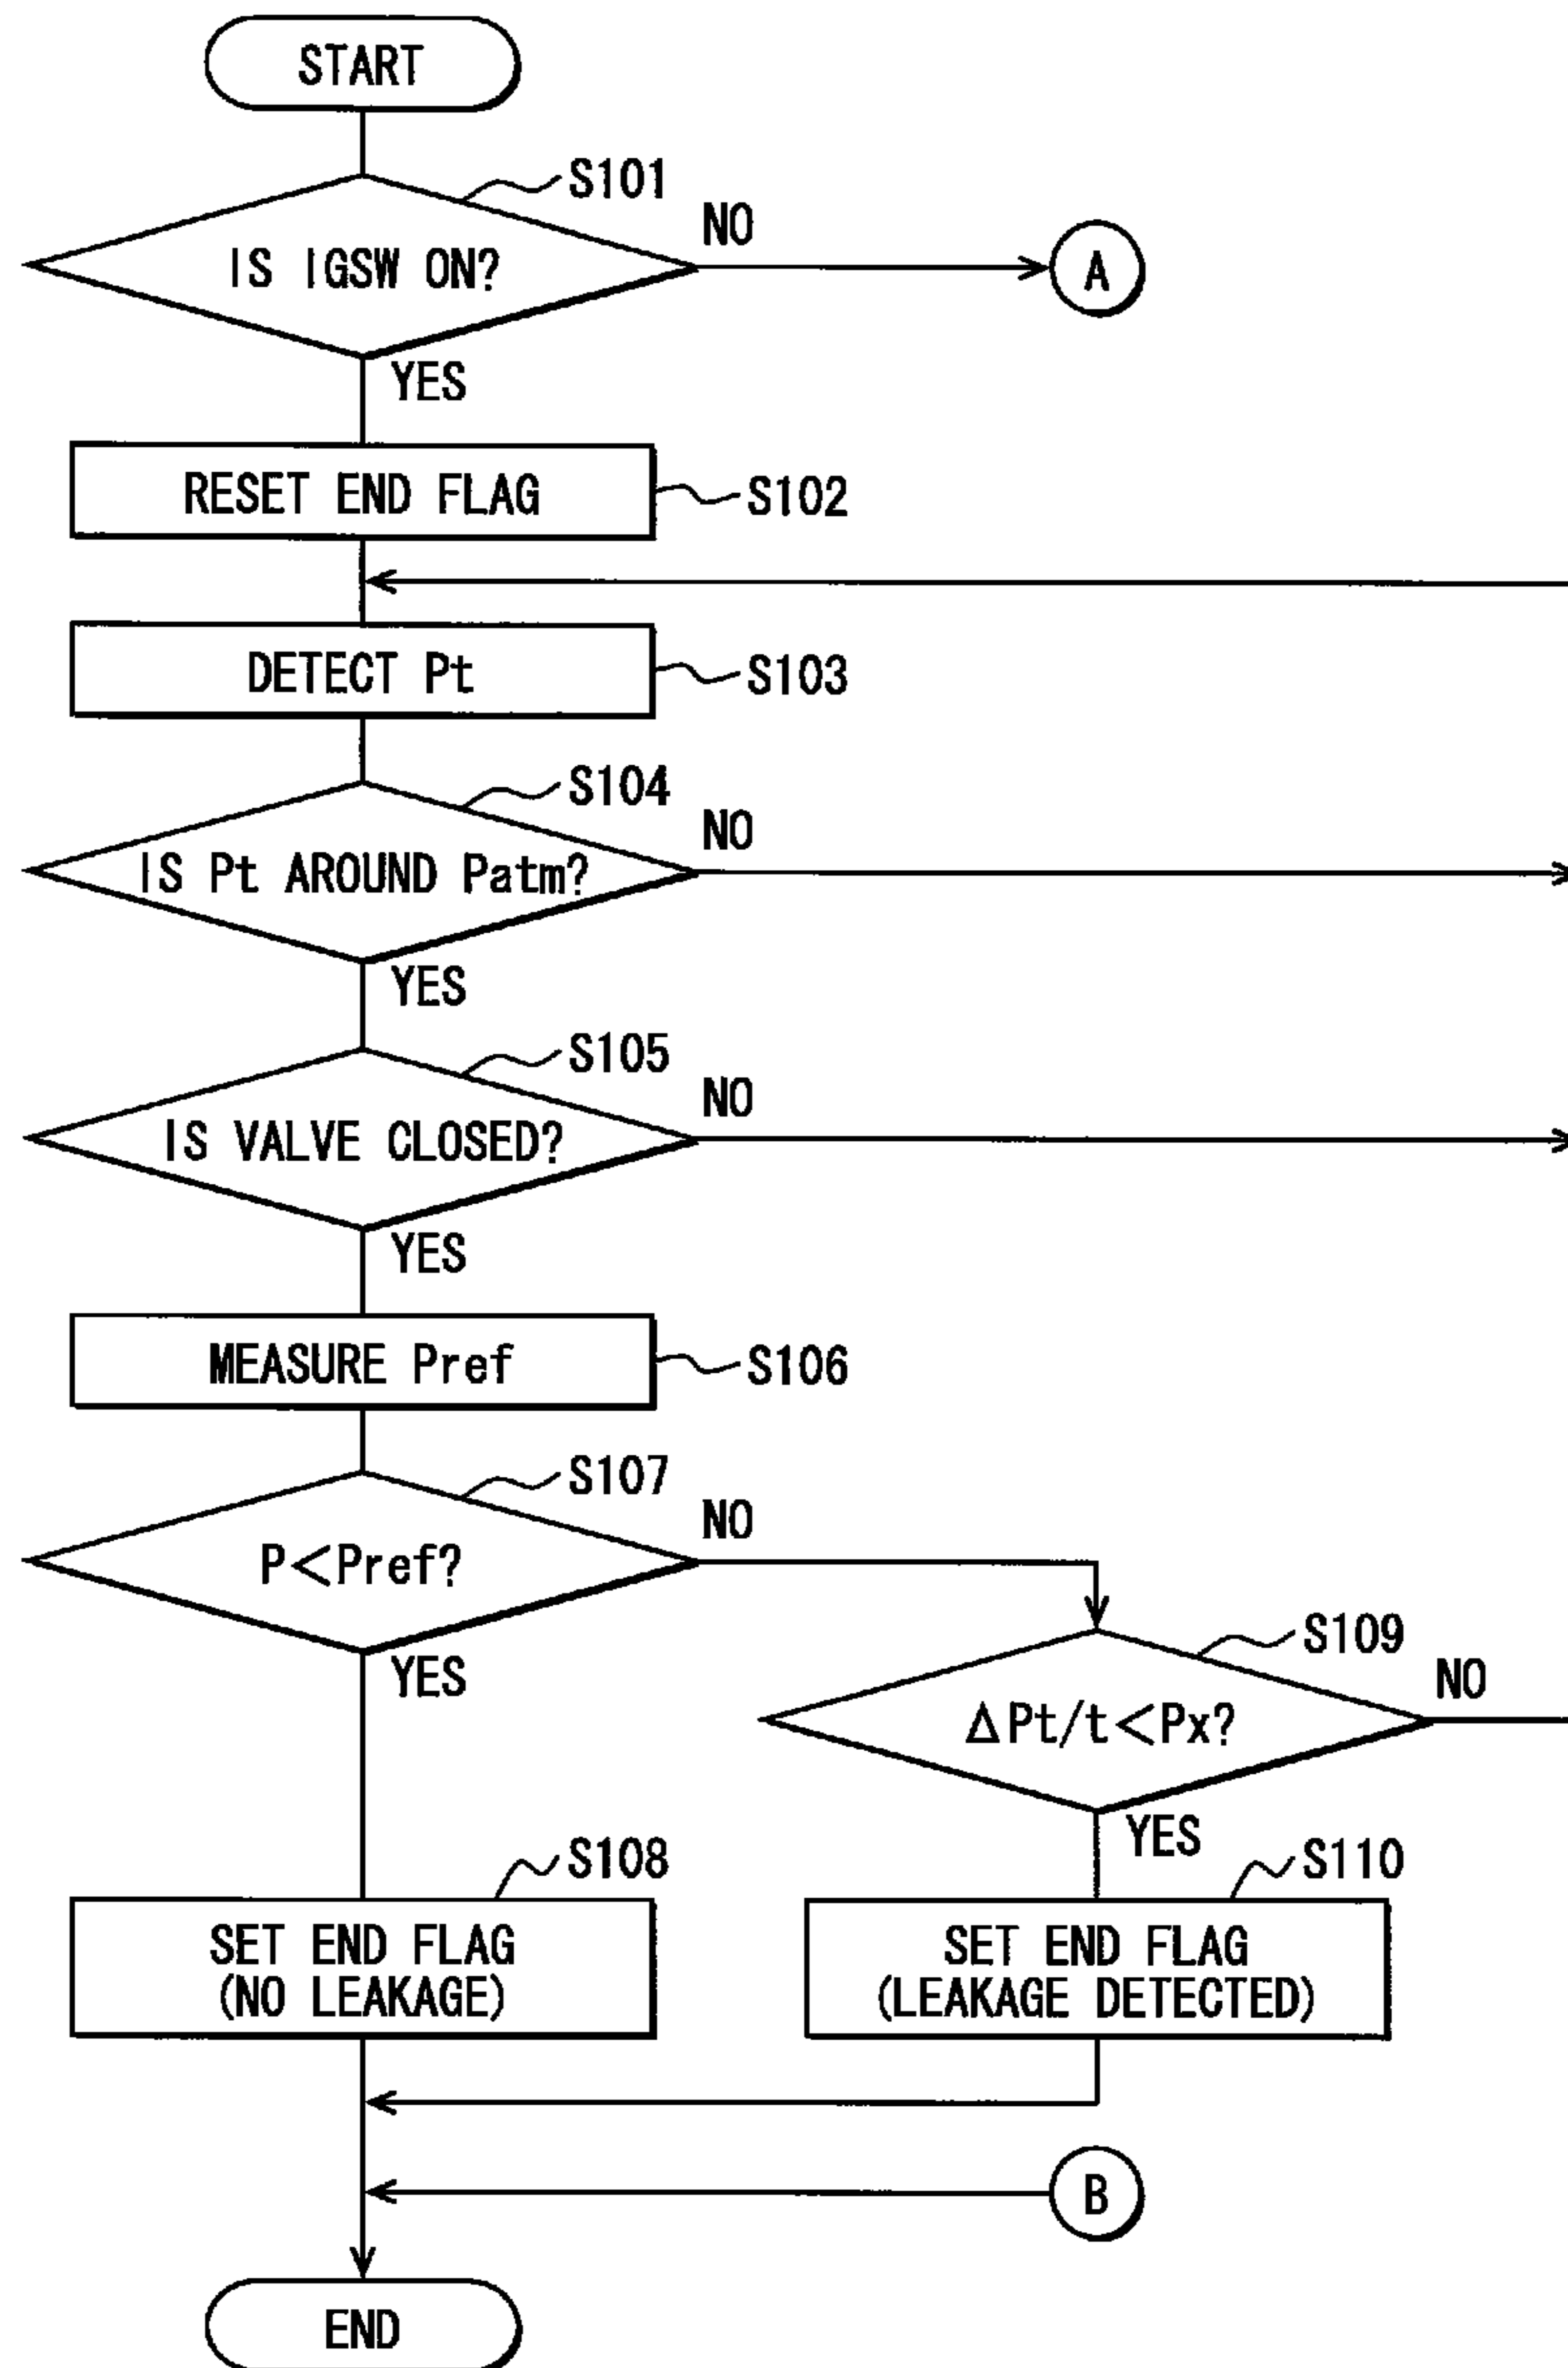 START
S101
IS IGSW ON?
NO
A
YES
RESET END FLAG
S102
DETECT Pt
S103
S104
IS Pt AROUND Patm?
NO
YES
S105
IS VALVE CLOSED?
NO
YES
MEASURE Pref
S106
S107
P<Pref?
NO
YES
S109
ΔPt/t<Px?
NO
YES
S108
SET END FLAG
(NO LEAKAGE)
S110
SET END FLAG
(LEAKAGE DETECTED)
B
END